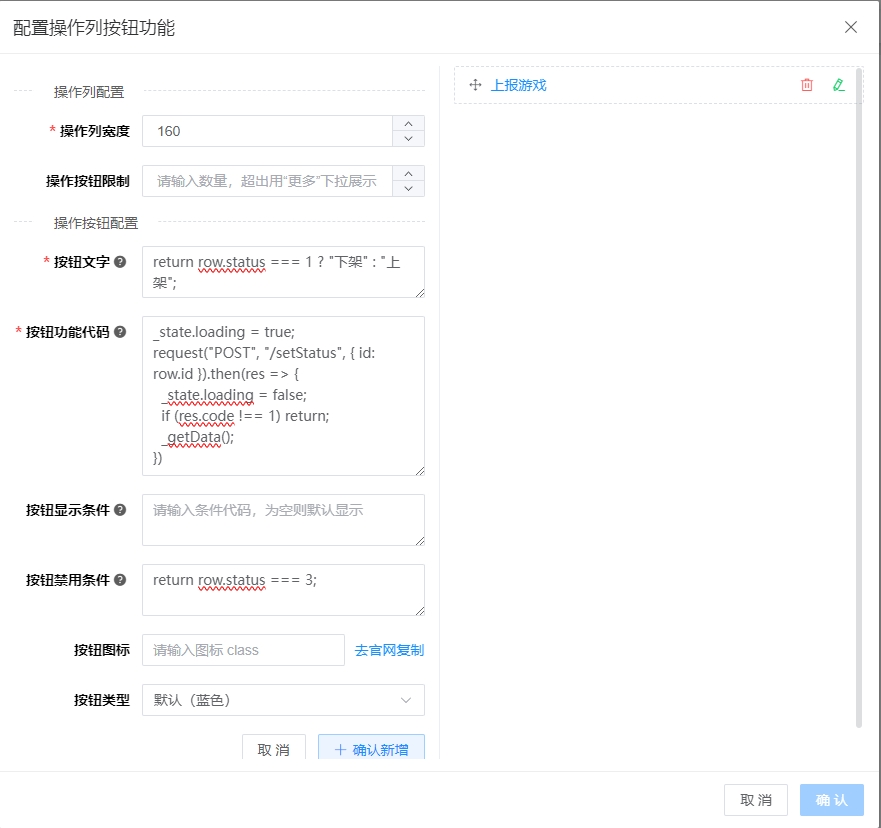 配置操作列按钮功能
操作列配置
* 操作列宽度
160
操作按钮限制
请输入数量，超出用“更多”下拉展示
操作按钮配置
* 按钮文字
return row.status === 1 ? "下架" : "上
架";
* 按钮功能代码
_state.loading = true;
request("POST", "/setStatus", { id:
row.id }).then(res => {
_state.loading = false;
if (res.code !== 1) return;
_getData();
})
按钮显示条件
请输入条件代码，为空则默认显示
按钮禁用条件
return row.status === 3;
按钮图标
请输入图标 class
去官网复制
按钮类型
默认（蓝色）
取 消
确认新增
上报游戏
取 消
确 认